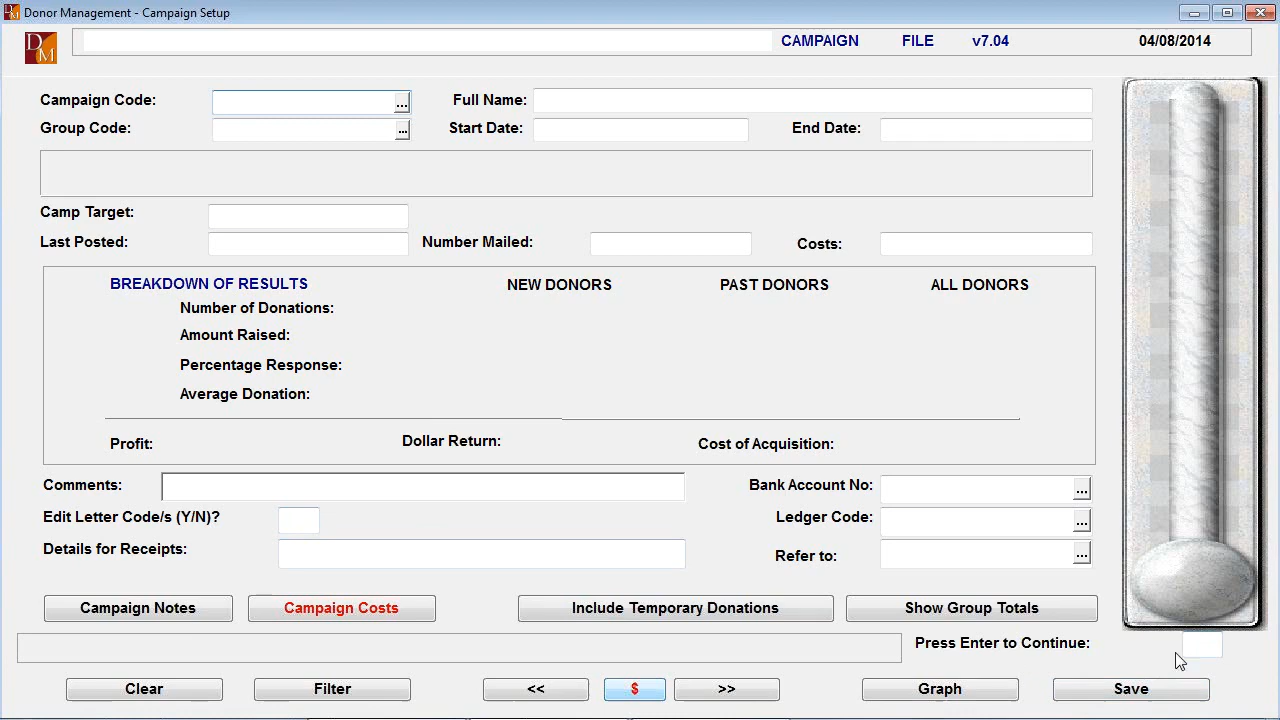 Donor Management - Campaign Setup
DM CAMPAIGN FILE v7.04 04/08/2014
Campaign Code: ... Full Name:
Group Code: ... Start Date: End Date:
Camp Target:
Last Posted: Number Mailed: Costs:
BREAKDOWN OF RESULTS NEW DONORS PAST DONORS ALL DONORS
Number of Donations:
Amount Raised:
Percentage Response:
Average Donation:
Profit: Dollar Return: Cost of Acquisition:
Comments: Bank Account No: ...
Edit Letter Code/s (Y/N)? Ledger Code: ...
Details for Receipts: Refer to: ...
Campaign Notes Campaign Costs Include Temporary Donations Show Group Totals
Press Enter to Continue:
Clear Filter << $ >> Graph Save